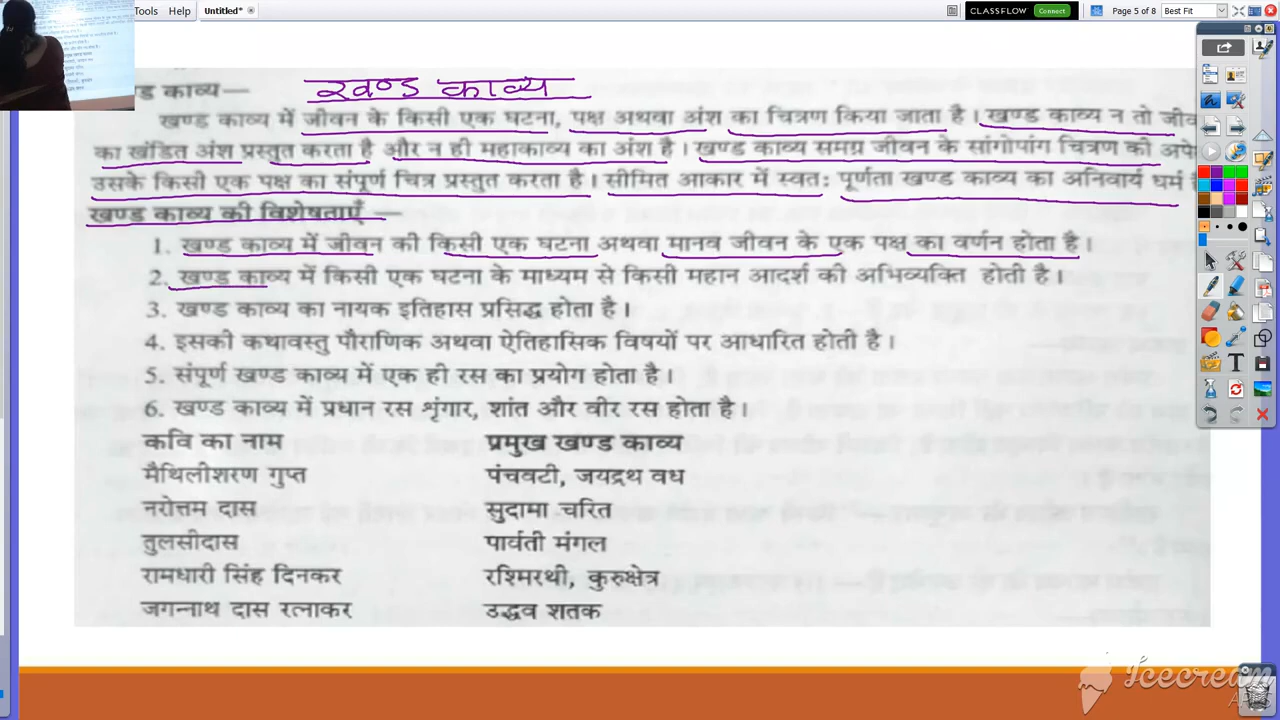 Tools Help Untitled* CLASSFLOW Connect Page 5 of 8 Best Fit
काव्य— खण्ड काव्य
खण्ड काव्य में जीवन के किसी एक घटना, पक्ष अथवा अंश का चित्रण किया जाता है। खण्ड काव्य न तो
का खंडित अंश प्रस्तुत करता है और न ही महाकाव्य का अंश है। खण्ड काव्य समग्र जीवन के सांगोपांग चित्रण की
उसके किसी एक पक्ष का संपूर्ण चित्र प्रस्तुत करता है। सीमित आकार में स्वतः पूर्णता खण्ड काव्य का अनिवार्य धर्म
खण्ड काव्य की विशेषताएँ —
1. खण्ड काव्य में जीवन की किसी एक घटना अथवा मानव जीवन के एक पक्ष का वर्णन होता है।
2. खण्ड काव्य में किसी एक घटना के माध्यम से किसी महान आदर्श की अभिव्यक्ति होती है।
3. खण्ड काव्य का नायक इतिहास प्रसिद्ध होता है।
4. इसकी कथावस्तु पौराणिक अथवा ऐतिहासिक विषयों पर आधारित होती है।
5. संपूर्ण खण्ड काव्य में एक ही रस का प्रयोग होता है।
6. खण्ड काव्य में प्रधान रस शृंगार, शांत और वीर रस होता है।
कवि का नाम प्रमुख खण्ड काव्य
मैथिलीशरण गुप्त पंचवटी, जयद्रथ वध
नरोत्तम दास सुदामा चरित
तुलसीदास पार्वती मंगल
रामधारी सिंह दिनकर रश्मिरथी, कुरुक्षेत्र
जगन्नाथ दास रत्नाकर उद्धव शतक
Icecream
APPS